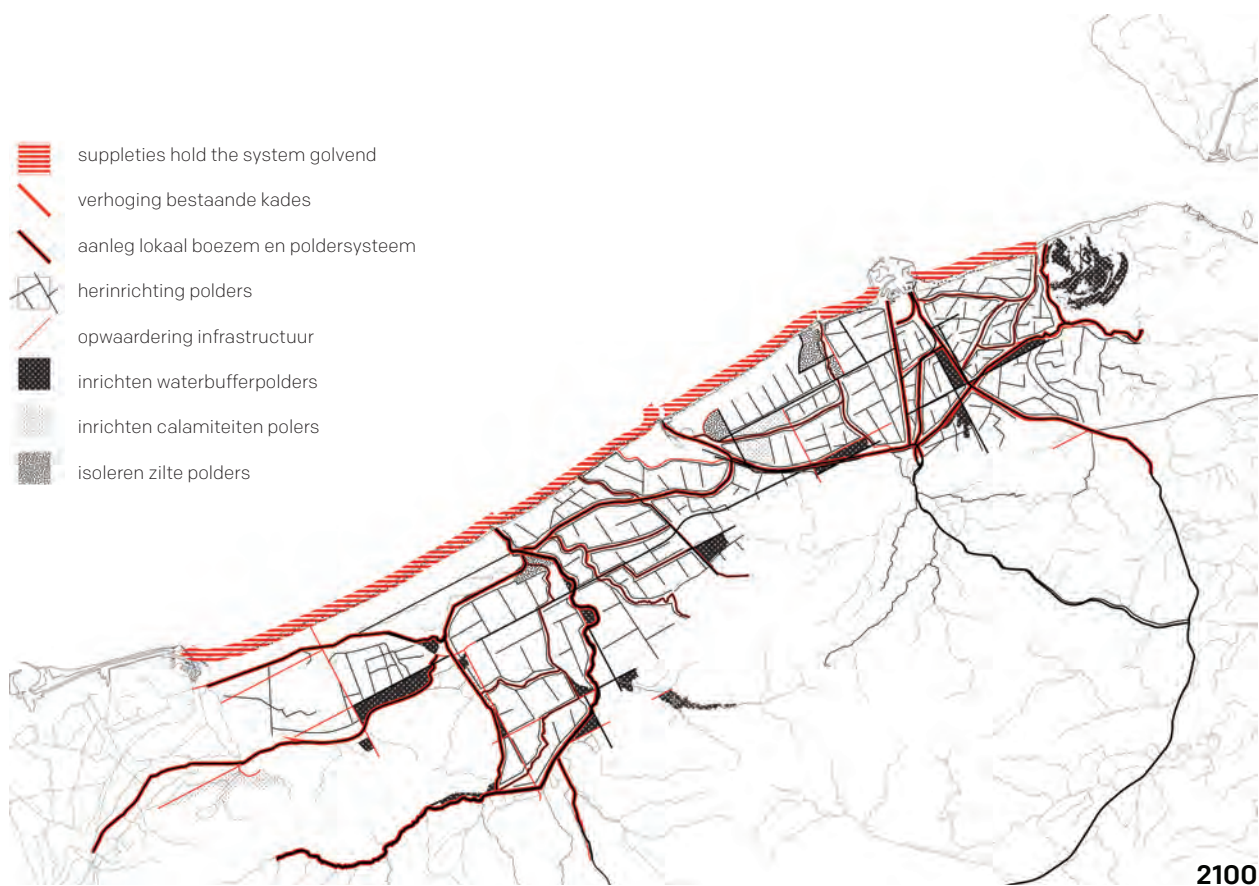 suppleties hold the system golvend
verhoging bestaande kades
aanleg lokaal boezem en poldersysteem
herinrichting polders
opwaardering infrastructuur
inrichten waterbufferpolders
inrichten calamiteiten polers
isoleren zilte polders
2100